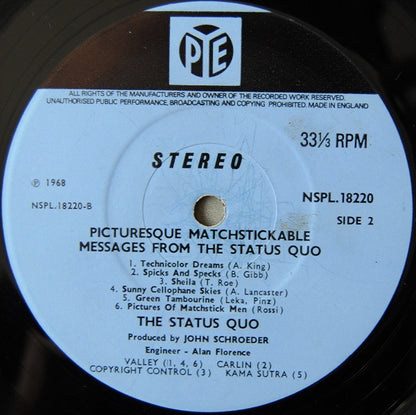 PYE
ALL RIGHTS OF THE MANUFACTURERS AND OWNER OF THE RECORDED WORK RESERVED.
UNAUTHORISED PUBLIC PERFORMANCE, BROADCASTING AND COPYING PROHIBITED. MADE IN ENGLAND
33⅓ RPM
STEREO
℗ 1968
NSPL.18220-B
NSPL.18220
SIDE 2
PICTURESQUE MATCHSTICKABLE
MESSAGES FROM THE STATUS QUO
1. Technicolor Dreams (A. King)
2. Spicks And Specks (B. Gibb)
3. Sheila (T. Roe)
4. Sunny Cellophane Skies (A. Lancaster)
5. Green Tambourine (Leka, Pinz)
6. Pictures Of Matchstick Men (Rossi)
THE STATUS QUO
Produced by JOHN SCHROEDER
Engineer - Alan Florence
VALLEY (1, 4, 6) CARLIN (2)
COPYRIGHT CONTROL (3) KAMA SUTRA (5)